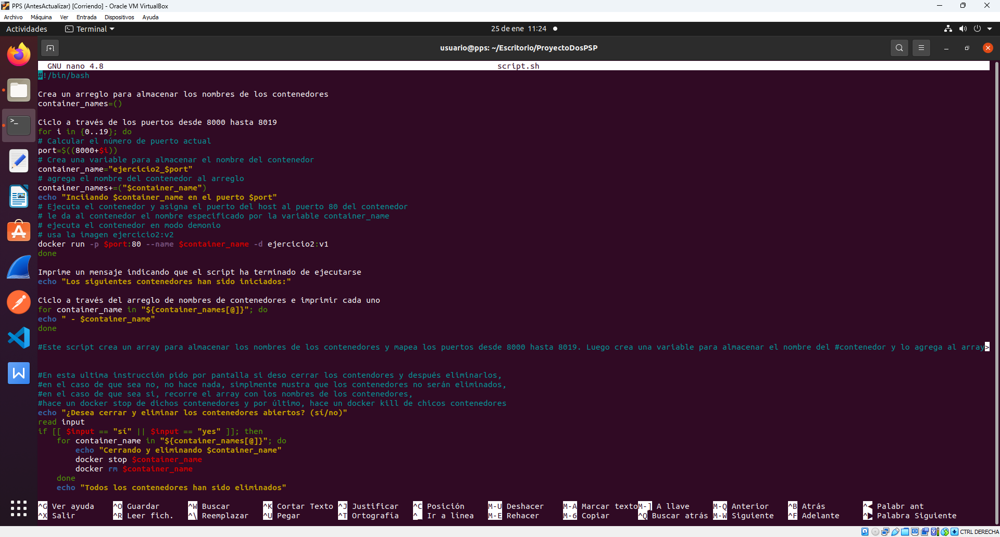 PPS (AntesActualizar) [Corriendo] - Oracle VM VirtualBox
Archivo Máquina Ver Entrada Dispositivos Ayuda
Actividades Terminal 25 de ene 11:24
usuario@pps: ~/Escritorio/ProyectoDosPSP
GNU nano 4.8 script.sh
#!/bin/bash
Crea un arreglo para almacenar los nombres de los contenedores
container_names=()
Ciclo a través de los puertos desde 8000 hasta 8019
for i in {0..19}; do
# Calcular el número de puerto actual
port=$((8000+$i))
# Crea una variable para almacenar el nombre del contenedor
container_name="ejercicio2_$port"
# agrega el nombre del contenedor al arreglo
container_names+=("$container_name")
echo "Inciiando $container_name en el puerto $port"
# Ejecuta el contenedor y asigna el puerto del host al puerto 80 del contenedor
# le da al contenedor el nombre especificado por la variable container_name
# ejecuta el contenedor en modo demonio
# usa la imagen ejercicio2:v2
docker run -p $port:80 --name $container_name -d ejercicio2:v1
done
Imprime un mensaje indicando que el script ha terminado de ejecutarse
echo "Los siguientes contenedores han sido iniciados:"
Ciclo a través del arreglo de nombres de contenedores e imprimir cada uno
for container_name in "${container_names[@]}"; do
echo " - $container_name"
done
#Este script crea un array para almacenar los nombres de los contenedores y mapea los puertos desde 8000 hasta 8019. Luego crea una variable para almacenar el nombre del #contenedor y lo agrega al array>
#En esta ultima instrucción pido por pantalla si deso cerrar los contendores y después eliminarlos,
#en el caso de que sea no, no hace nada, simplmente mustra que los contenedores no serán eliminados,
#en el caso de que sea si, recorre el array con los nombres de los contenedores,
#hace un docker stop de dichos contenedores y por último, hace un docker kill de chicos contenedores
echo "¿Desea cerrar y eliminar los contenedores abiertos? (sí/no)"
read input
if [[ $input == "sí" || $input == "yes" ]]; then
for container_name in "${container_names[@]}"; do
echo "Cerrando y eliminando $container_name"
docker stop $container_name
docker rm $container_name
done
echo "Todos los contenedores han sido eliminados"
^G Ver ayuda ^O Guardar ^W Buscar ^K Cortar Texto ^J Justificar ^C Posición M-U Deshacer M-A Marcar texto M-] A llave M-Q Anterior ^B Atrás ^◀ Palabr ant
^X Salir ^R Leer fich. ^\ Reemplazar ^U Pegar ^T Ortografía ^_ Ir a línea M-E Rehacer M-6 Copiar ^Q Buscar atrás M-W Siguiente ^F Adelante ^▶ Palabra Siguiente
CTRL DERECHA